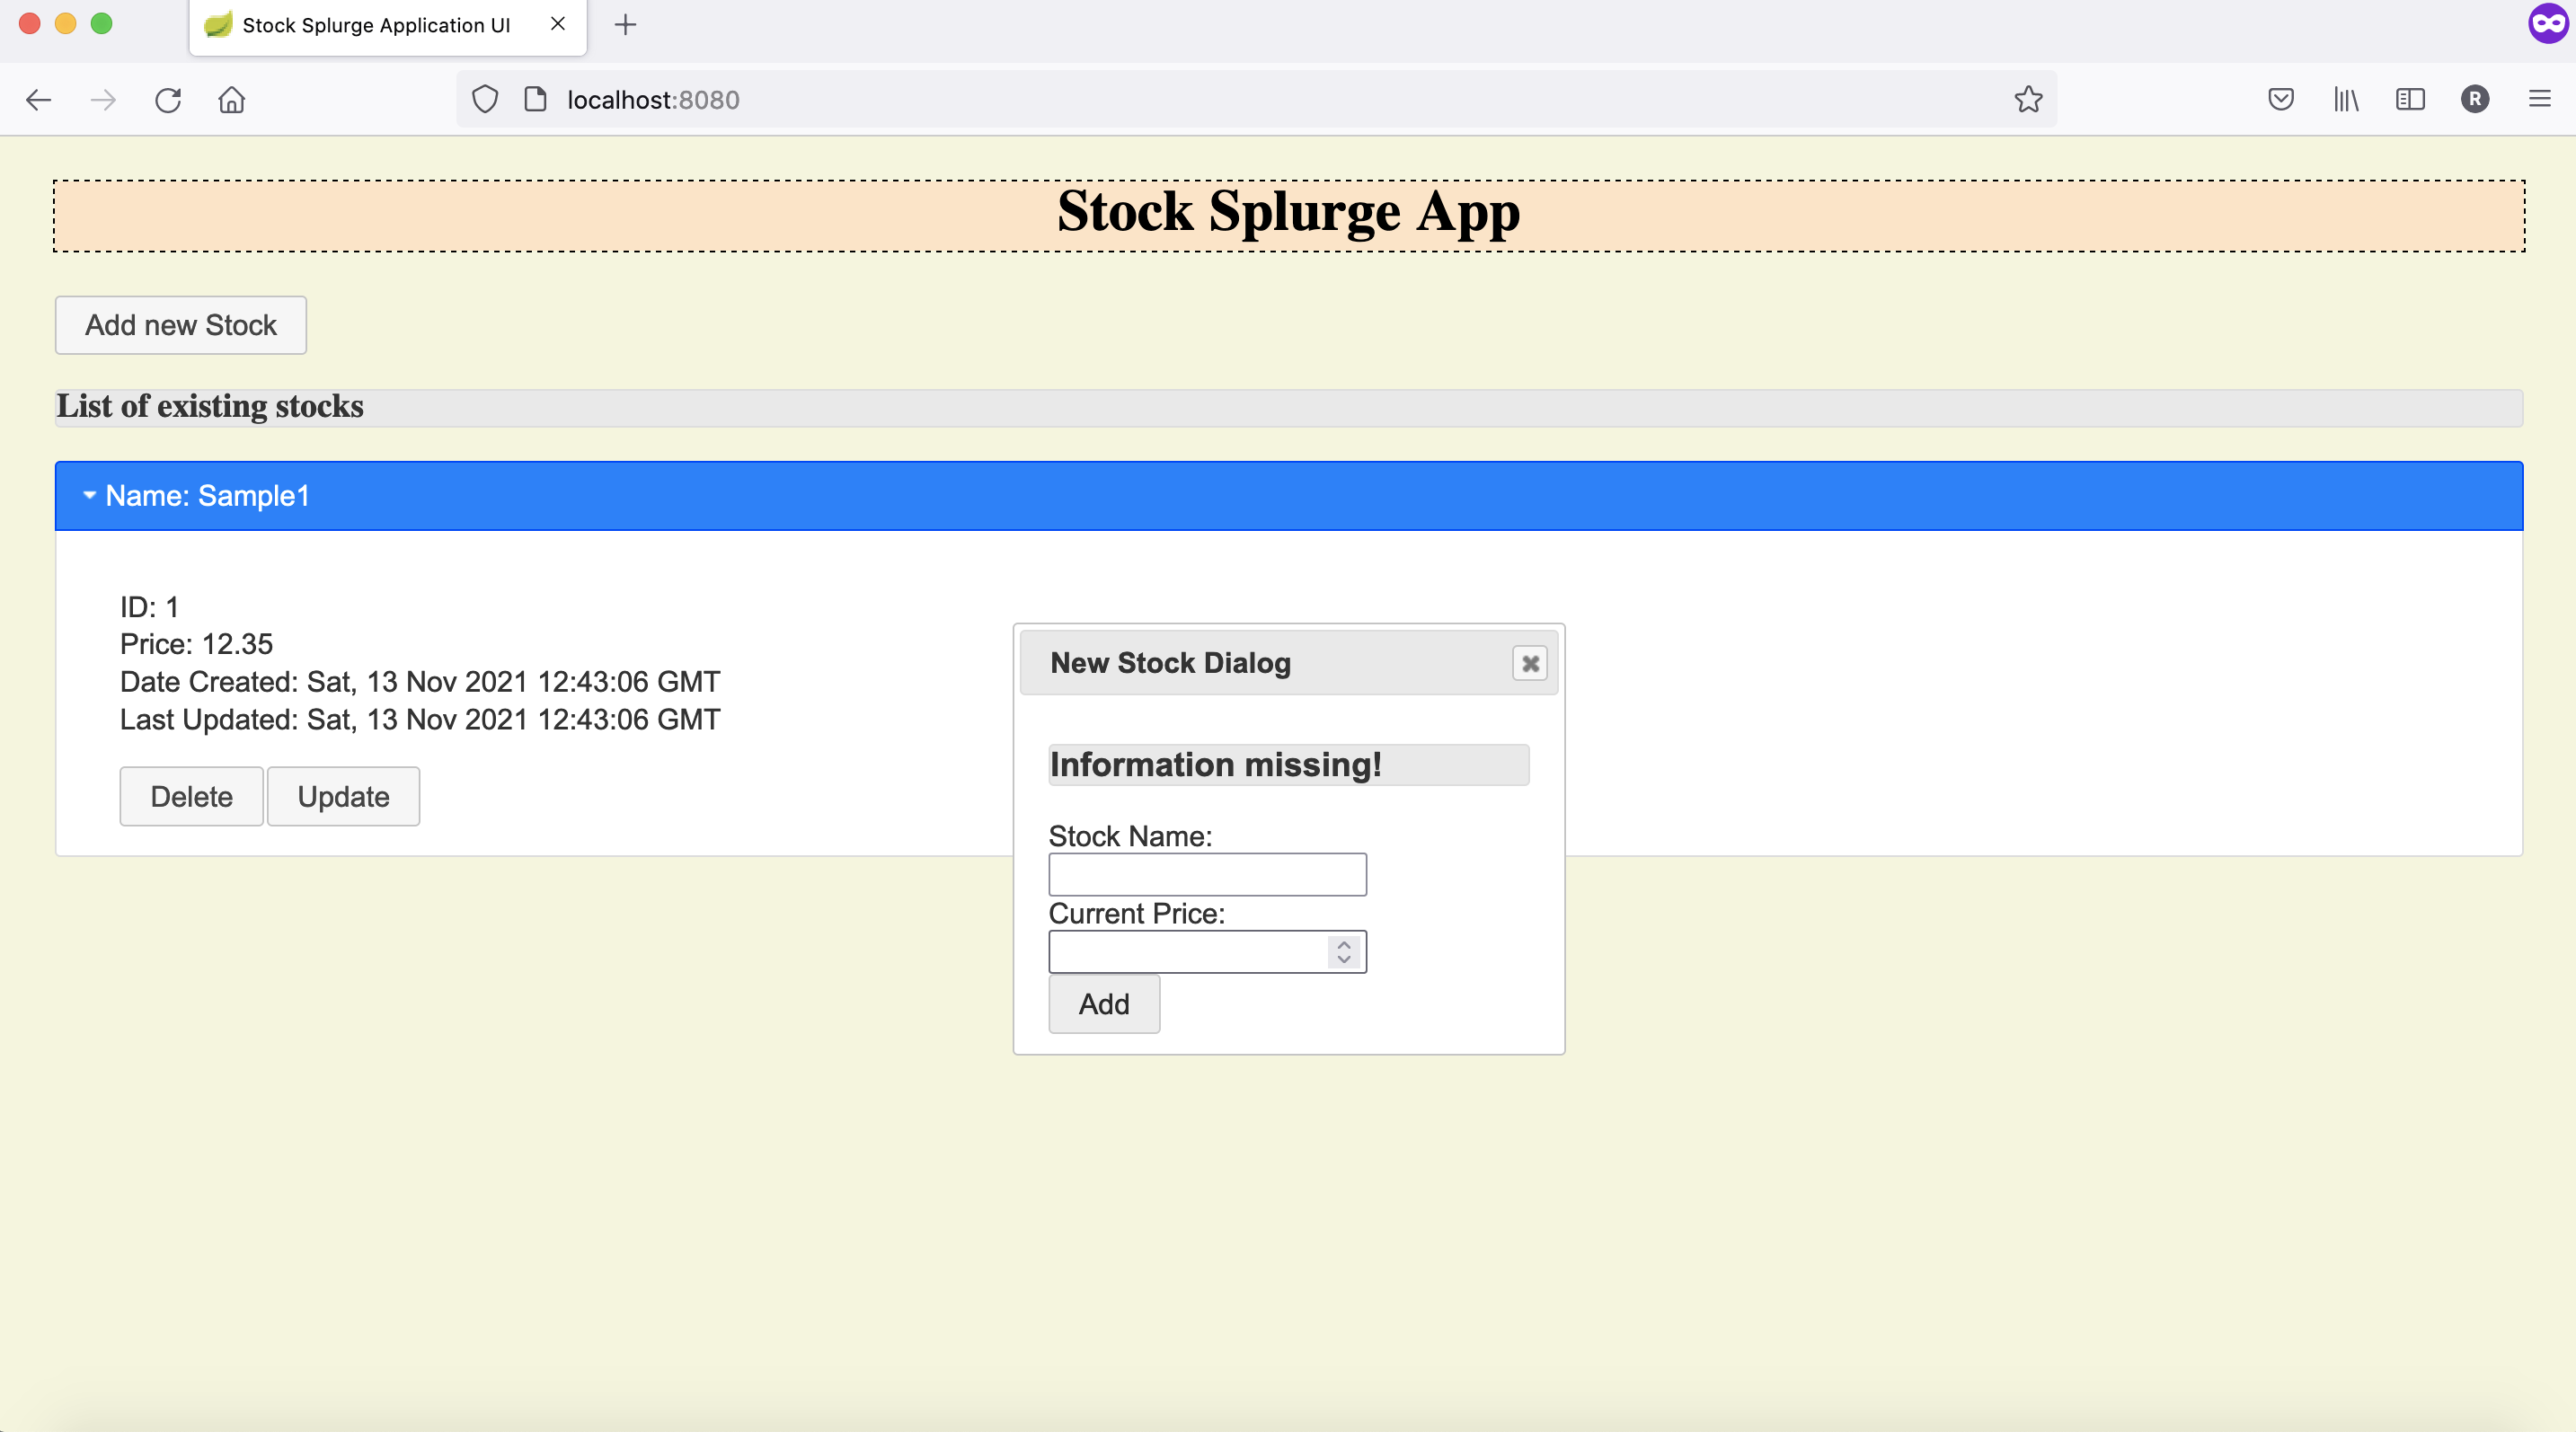 Stock Splurge Application UI
localhost:8080
R
Stock Splurge App
Add new Stock
List of existing stocks
Name: Sample1
ID: 1
Price: 12.35
Date Created: Sat, 13 Nov 2021 12:43:06 GMT
Last Updated: Sat, 13 Nov 2021 12:43:06 GMT
Delete Update
New Stock Dialog
Information missing!
Stock Name:
Current Price:
Add